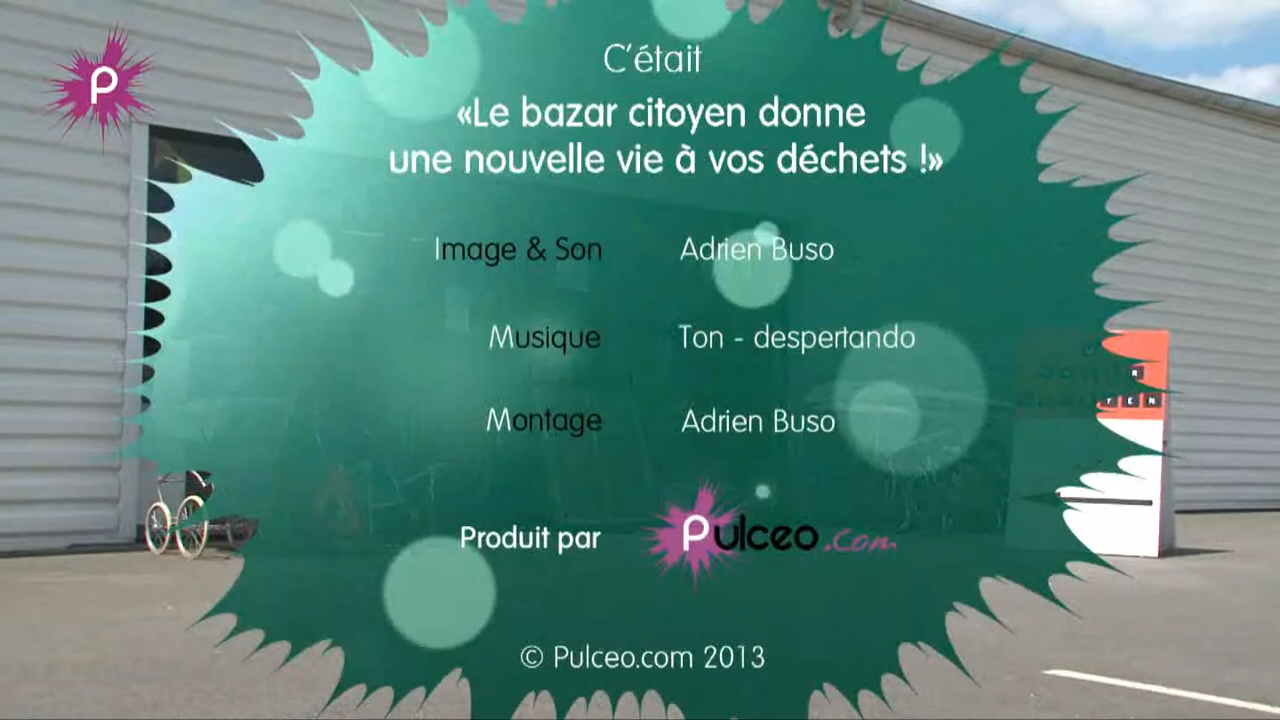 P
C'était
«Le bazar citoyen donne
une nouvelle vie à vos déchets !»
Image & Son Adrien Buso
Musique Ton - despertando
Montage Adrien Buso
Produit par Pulceo.com
© Pulceo.com 2013